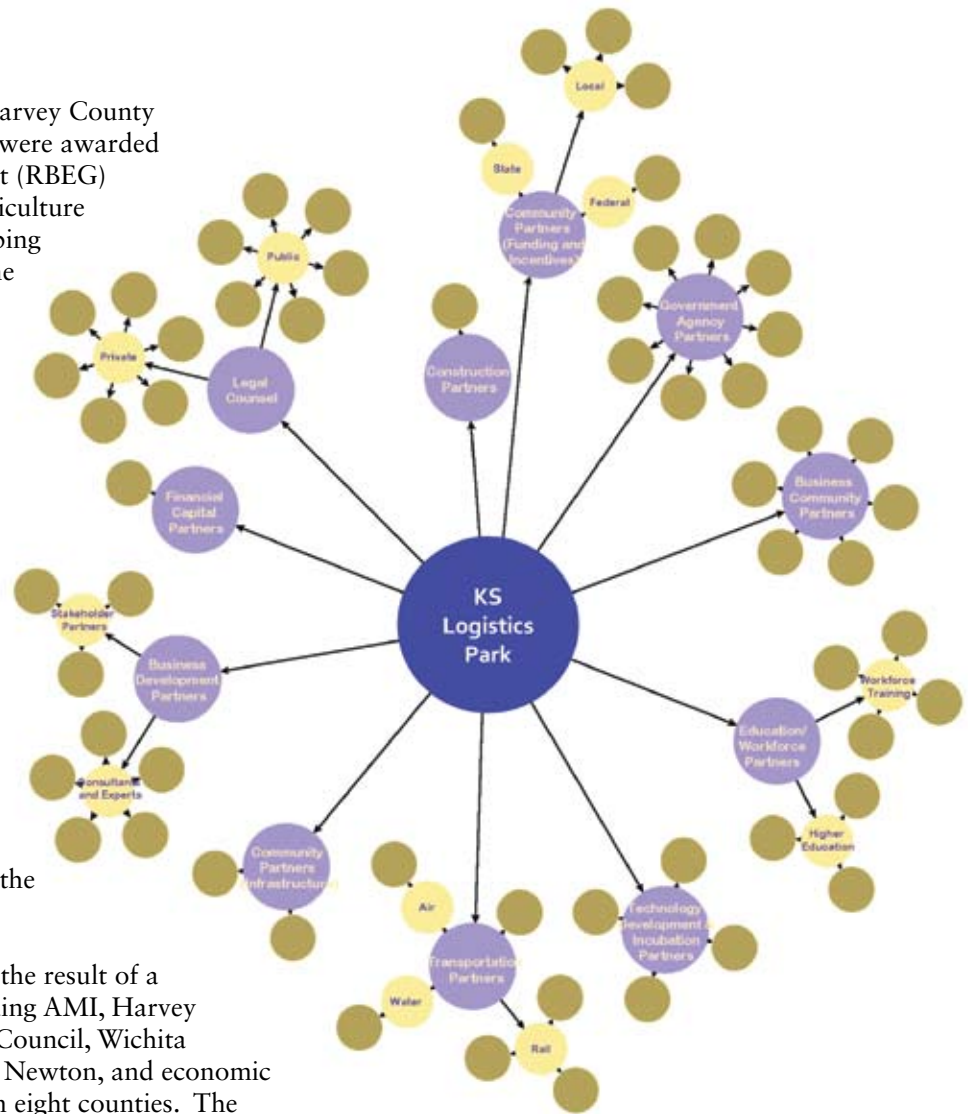 arvey County
were awarded
t (RBEG)
iculture
ping
ne
the
the result of a
ing AMI, Harvey
Council, Wichita
Newton, and economic
n eight counties. The
Local
State
Federal
Community
Partners
(Funding and
Incentives)
Public
Private
Legal
Counsel
Construction
Partners
Government
Agency
Partners
Financial
Capital
Partners
Business
Community
Partners
KS
Logistics
Park
Stakeholder
Partners
Business
Development
Partners
Consultants
and Experts
Workforce
Training
Education/
Workforce
Partners
Higher
Education
Community
Partners
(Infrastructure)
Air
Transportation
Partners
Water
Rail
Technology
Development &
Incubation
Partners